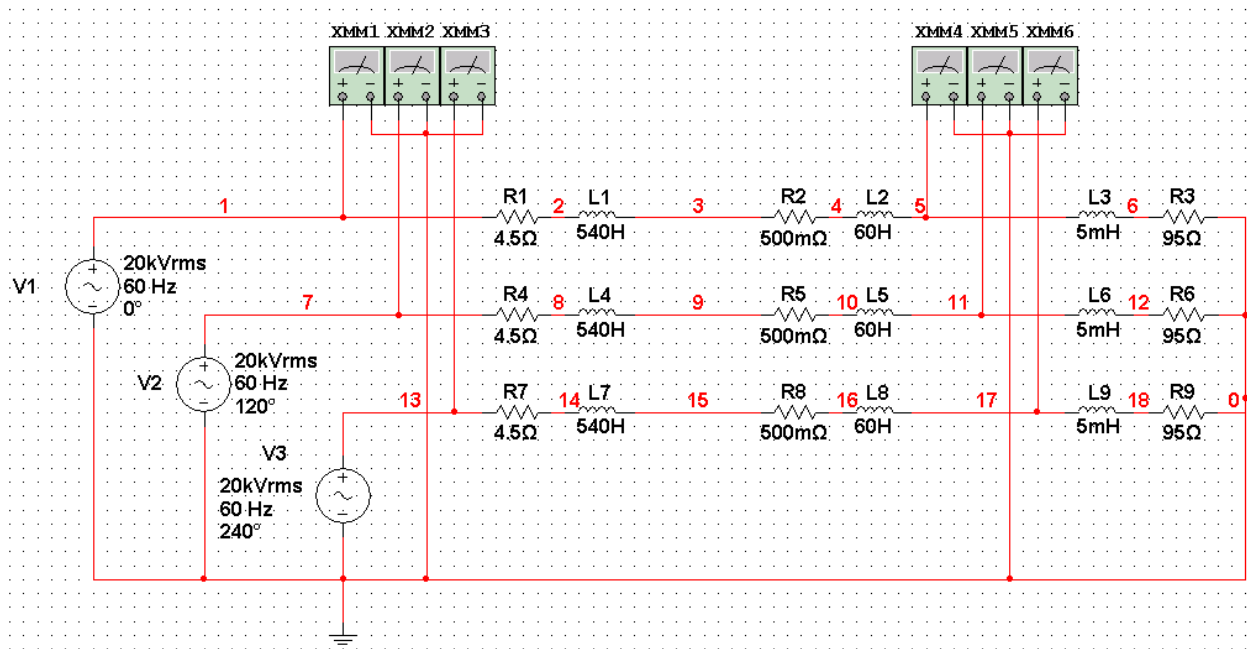 XMM1 XMM2 XMM3
XMM4 XMM5 XMM6
+ − + − + −
+ − + − + −
1
R1
4.5Ω
2
L1
540H
3
R2
500mΩ
4
L2
60H
5
L3
5mH
6
R3
95Ω
V1
+
−
20kVrms
60 Hz
0°
7
R4
4.5Ω
8
L4
540H
9
R5
500mΩ
10
L5
60H
11
L6
5mH
12
R6
95Ω
V2
+
−
20kVrms
60 Hz
120°
13
R7
4.5Ω
14
L7
540H
15
R8
500mΩ
16
L8
60H
17
L9
5mH
18
R9
95Ω
0
V3
+
−
20kVrms
60 Hz
240°